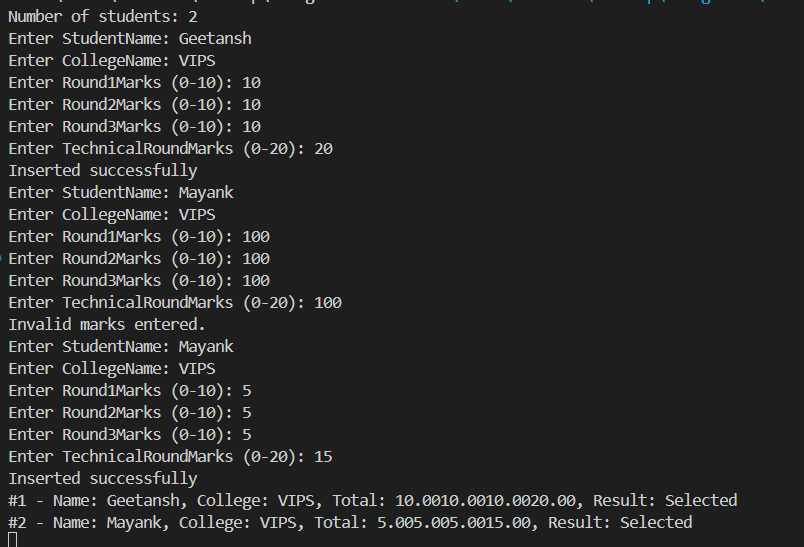 Number of students: 2
Enter StudentName: Geetansh
Enter CollegeName: VIPS
Enter Round1Marks (0-10): 10
Enter Round2Marks (0-10): 10
Enter Round3Marks (0-10): 10
Enter TechnicalRoundMarks (0-20): 20
Inserted successfully
Enter StudentName: Mayank
Enter CollegeName: VIPS
Enter Round1Marks (0-10): 100
Enter Round2Marks (0-10): 100
Enter Round3Marks (0-10): 100
Enter TechnicalRoundMarks (0-20): 100
Invalid marks entered.
Enter StudentName: Mayank
Enter CollegeName: VIPS
Enter Round1Marks (0-10): 5
Enter Round2Marks (0-10): 5
Enter Round3Marks (0-10): 5
Enter TechnicalRoundMarks (0-20): 15
Inserted successfully
#1 - Name: Geetansh, College: VIPS, Total: 10.0010.0010.0020.00, Result: Selected
#2 - Name: Mayank, College: VIPS, Total: 5.005.005.0015.00, Result: Selected